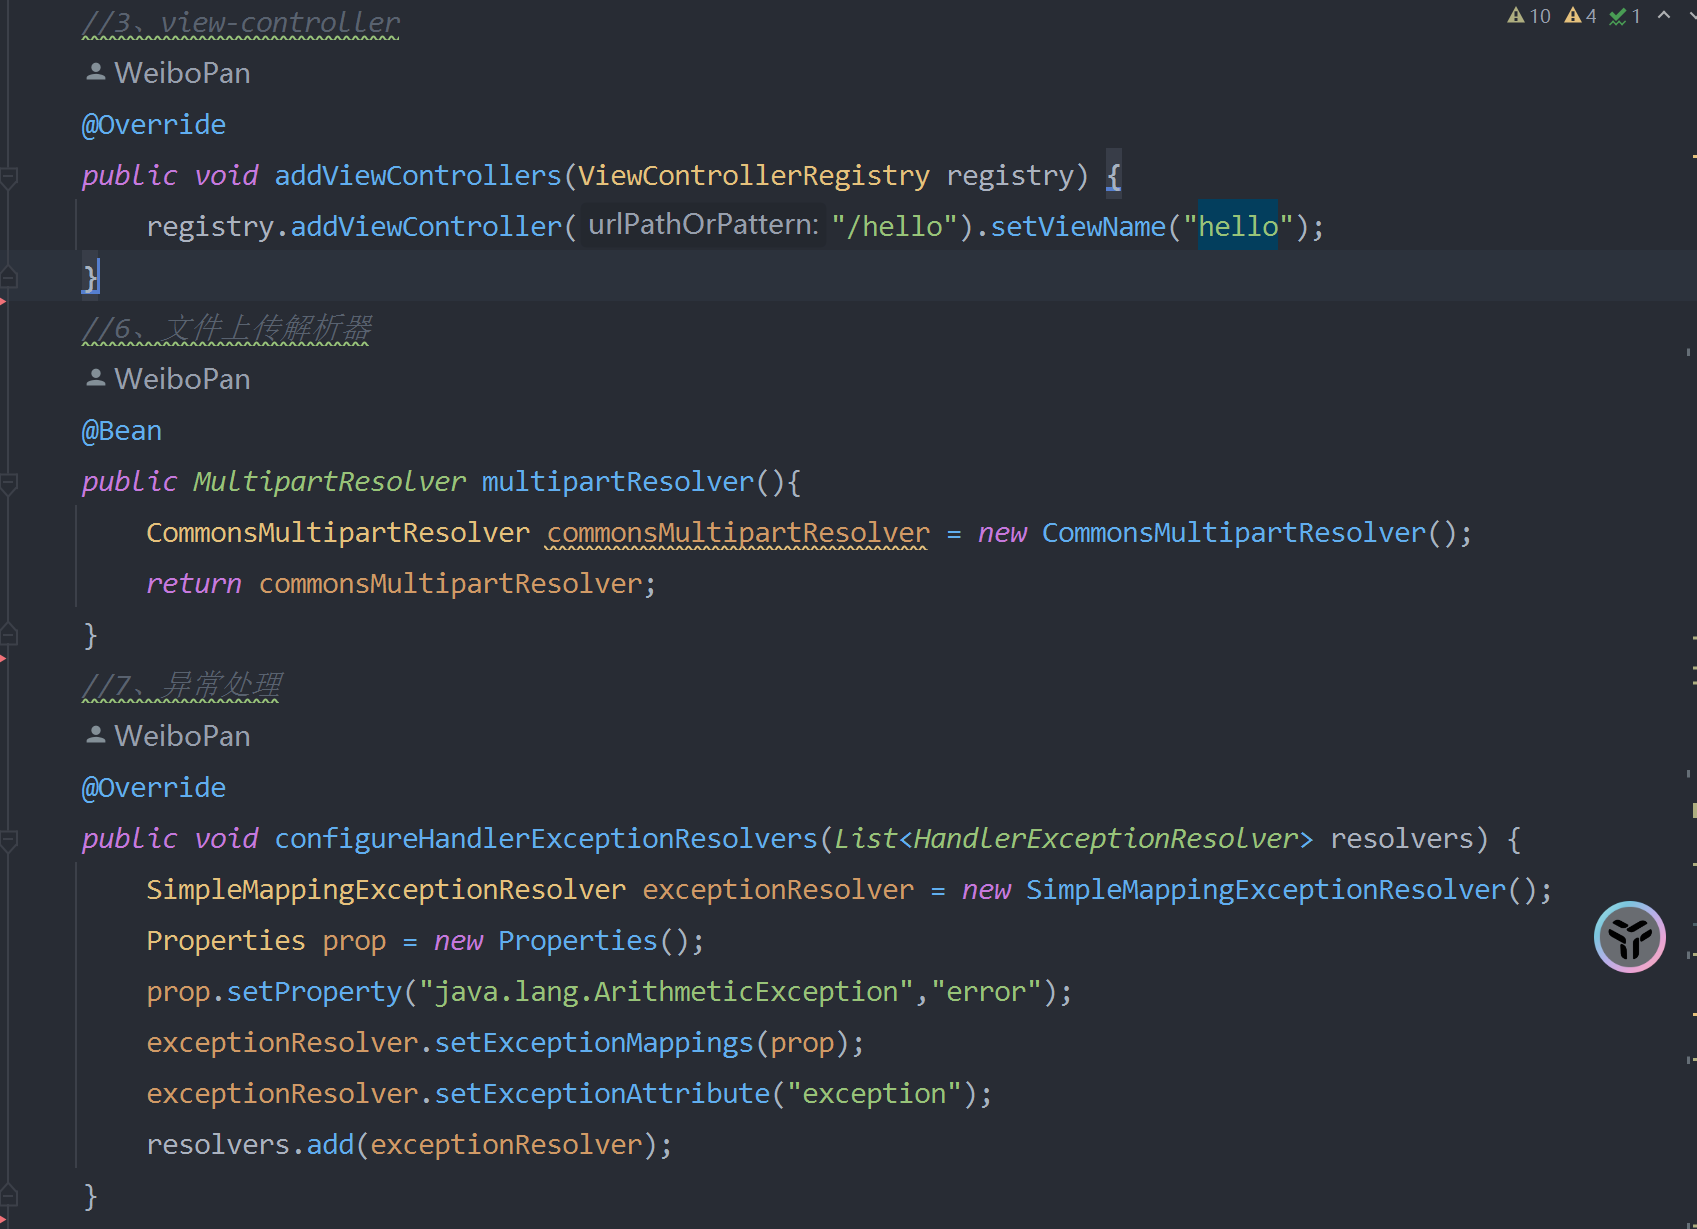 //3、view-controller
10 4 1
WeiboPan
@Override
public void addViewControllers(ViewControllerRegistry registry) {
registry.addViewController( urlPathOrPattern: "/hello").setViewName("hello");
}
//6、文件上传解析器
WeiboPan
@Bean
public MultipartResolver multipartResolver(){
CommonsMultipartResolver commonsMultipartResolver = new CommonsMultipartResolver();
return commonsMultipartResolver;
}
//7、异常处理
WeiboPan
@Override
public void configureHandlerExceptionResolvers(List<HandlerExceptionResolver> resolvers) {
SimpleMappingExceptionResolver exceptionResolver = new SimpleMappingExceptionResolver();
Properties prop = new Properties();
prop.setProperty("java.lang.ArithmeticException","error");
exceptionResolver.setExceptionMappings(prop);
exceptionResolver.setExceptionAttribute("exception");
resolvers.add(exceptionResolver);
}